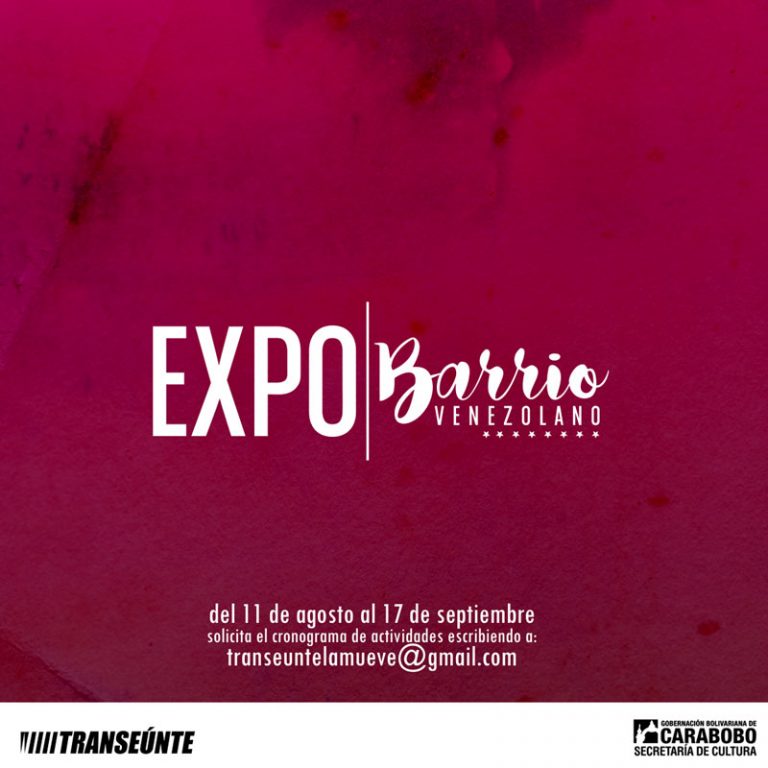 EXPO
Barrio
VENEZOLANO
del 11 de agosto al 17 de septiembre
solicita el cronograma de actividades escribiendo a:
transeuntelamueve@gmail.com
TRANSEÚNTE
GOBERNACIÓN BOLIVARIANA DE
CARABOBO
SECRETARÍA DE CULTURA